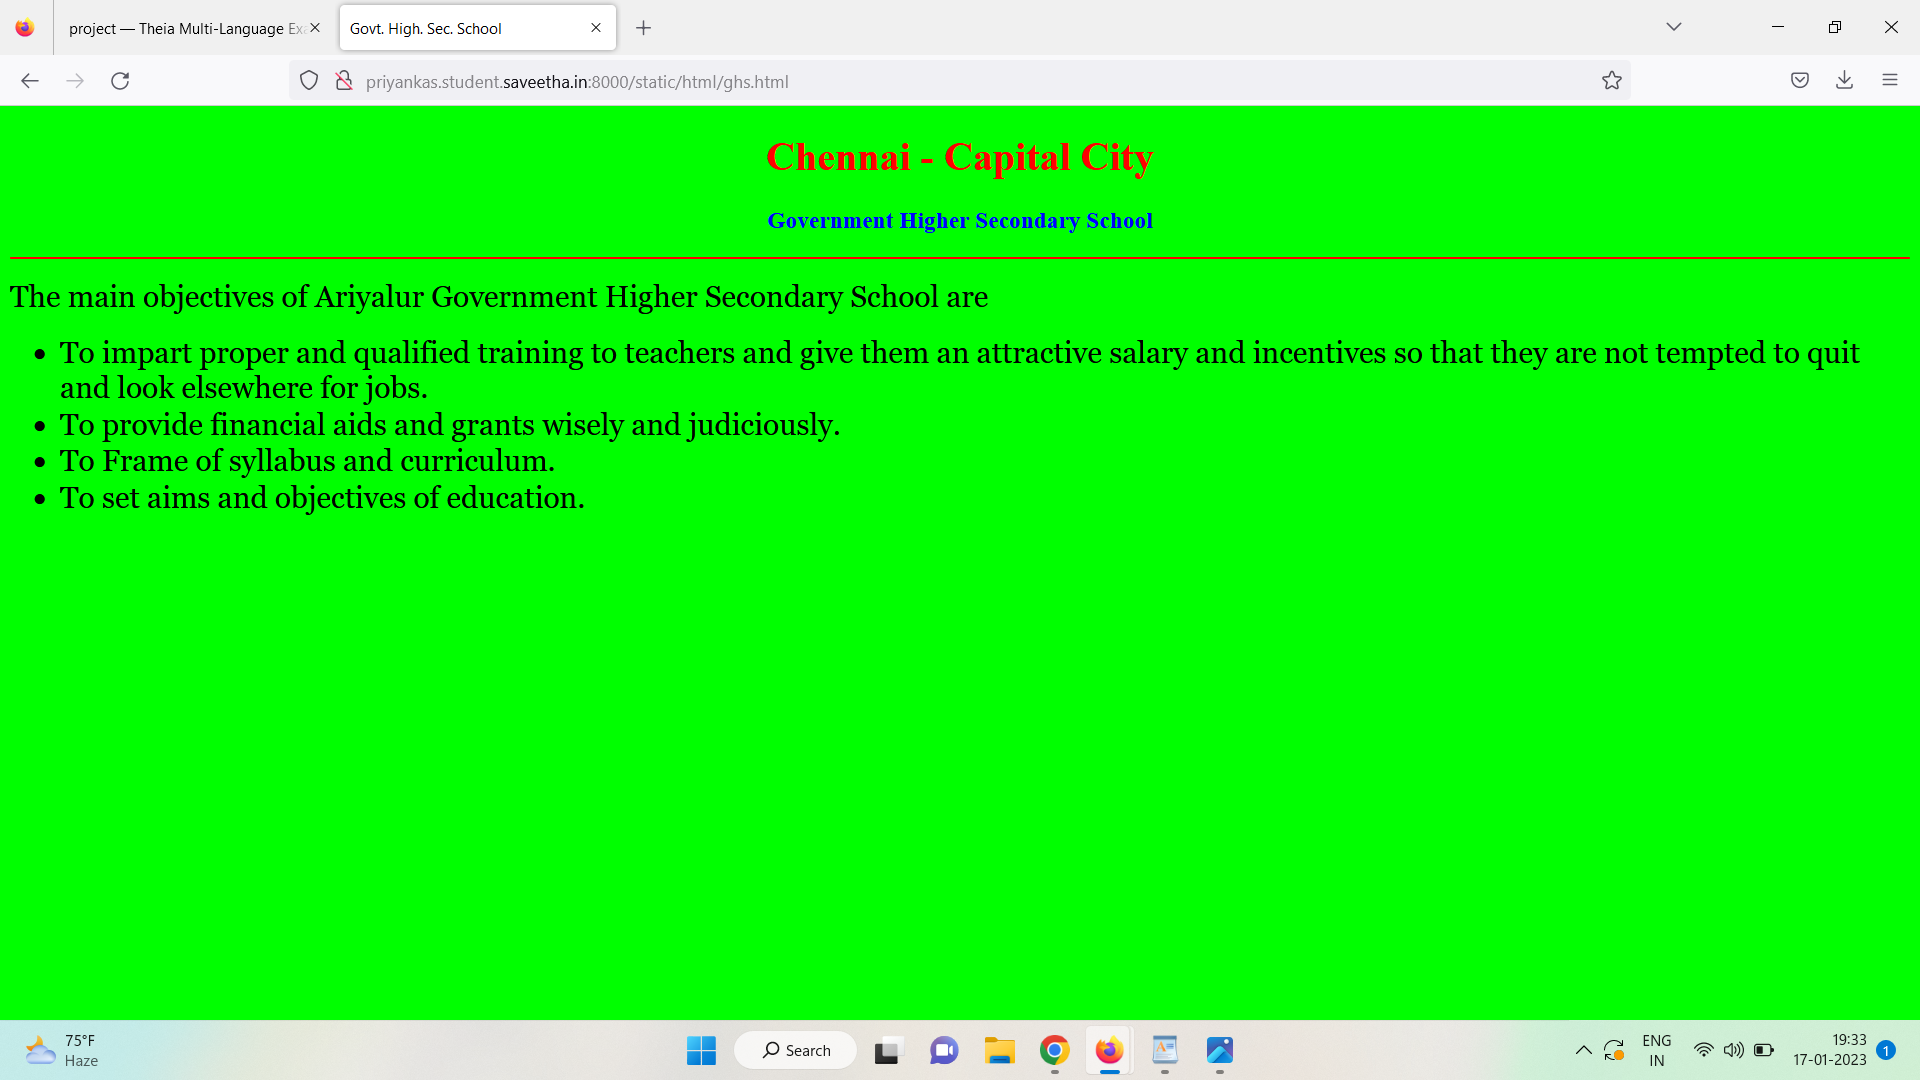 project — Theia Multi-Language Exa
Govt. High. Sec. School
priyankas.student.saveetha.in:8000/static/html/ghs.html
Chennai - Capital City
Government Higher Secondary School
The main objectives of Ariyalur Government Higher Secondary School are
To impart proper and qualified training to teachers and give them an attractive salary and incentives so that they are not tempted to quit
and look elsewhere for jobs.
To provide financial aids and grants wisely and judiciously.
To Frame of syllabus and curriculum.
To set aims and objectives of education.
75°F
Haze
Search
ENG
IN
19:33
17-01-2023
1